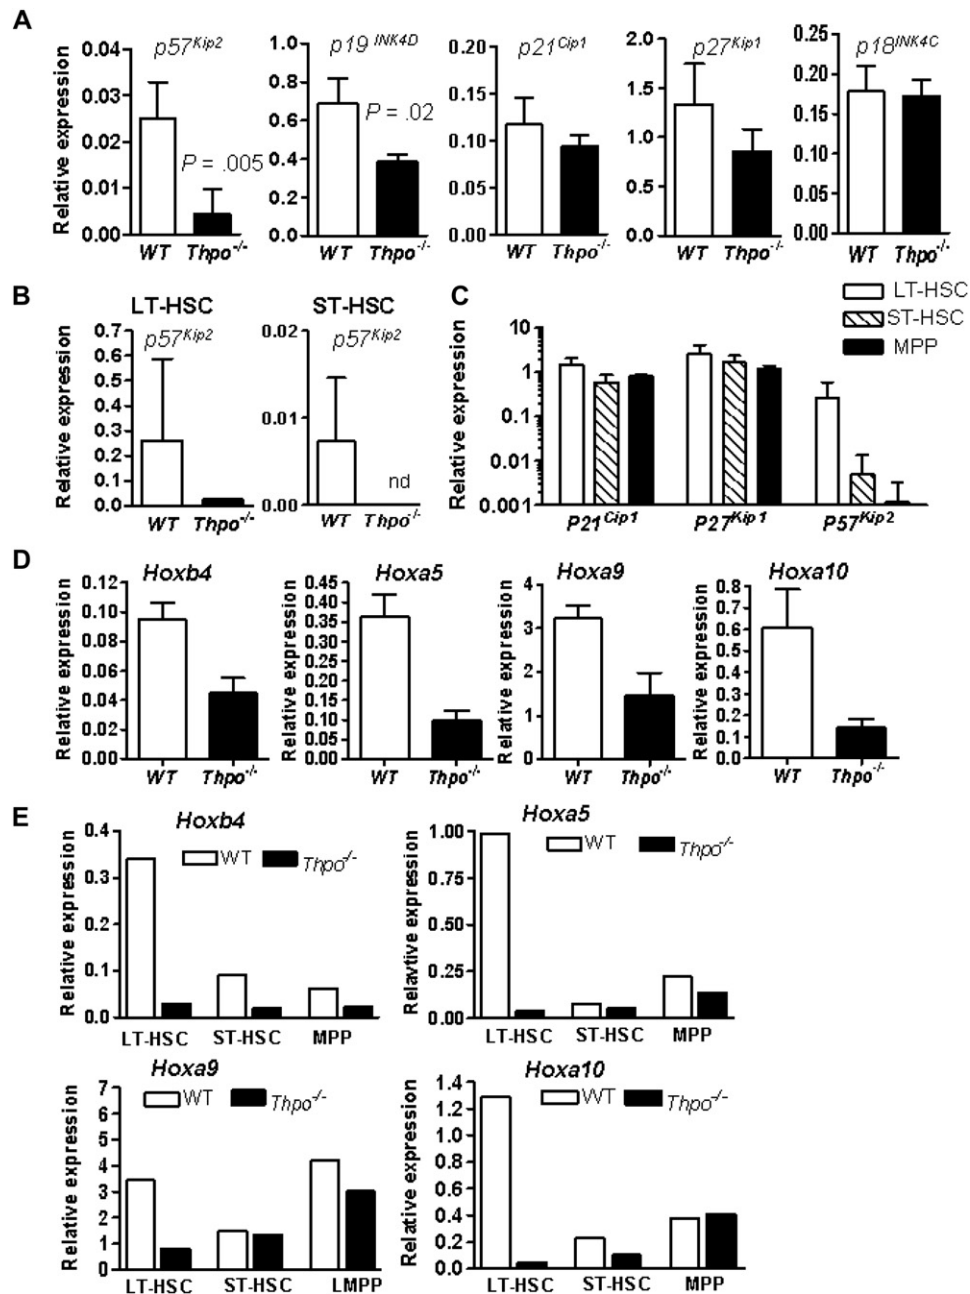 A
p57Kip2
p19 INK4D
p21Cip1
p27Kip1
p18INK4C
Relative expression
0.04
0.03
0.02
0.01
0.00
P = .005
WT Thpo-/-
1.0
0.8
0.6
0.4
0.2
0.0
P = .02
WT Thpo-/-
0.20
0.15
0.10
0.05
0.00
WT Thpo-/-
2.0
1.5
1.0
0.5
0.0
WT Thpo-/-
0.20
0.15
0.10
0.05
0.00
WT Thpo-/-
B
LT-HSC
p57Kip2
Relative expression
0.7
0.6
0.5
0.4
0.3
0.2
0.1
0.0
WT Thpo-/-
ST-HSC
p57Kip2
0.02
0.01
0.00
nd
WT Thpo-/-
C
LT-HSC
ST-HSC
MPP
Relative expression
10
1
0.1
0.01
0.001
P21Cip1 P27Kip1 P57Kip2
D
Hoxb4
Relative expression
0.12
0.10
0.08
0.06
0.04
0.02
0.00
WT Thpo-/-
Hoxa5
Relative expression
0.45
0.40
0.35
0.30
0.25
0.20
0.15
0.10
0.05
0.00
WT Thpo-/-
Hoxa9
Relative expression
4
3
2
1
0
WT Thpo-/-
Hoxa10
Relative expression
0.8
0.7
0.6
0.5
0.4
0.3
0.2
0.1
0.0
WT Thpo-/-
E
Hoxb4
WT Thpo-/-
Relative expression
0.4
0.3
0.2
0.1
0.0
LT-HSC ST-HSC MPP
Hoxa5
WT Thpo-/-
Relavtive expression
1.00
0.75
0.50
0.25
0.00
LT-HSC ST-HSC MPP
Hoxa9
WT Thpo-/-
Relative expression
7
6
5
4
3
2
1
0
LT-HSC ST-HSC LMPP
Hoxa10
WT Thpo-/-
Relative expression
1.4
1.2
1.0
0.8
0.6
0.4
0.2
0.0
LT-HSC ST-HSC MPP